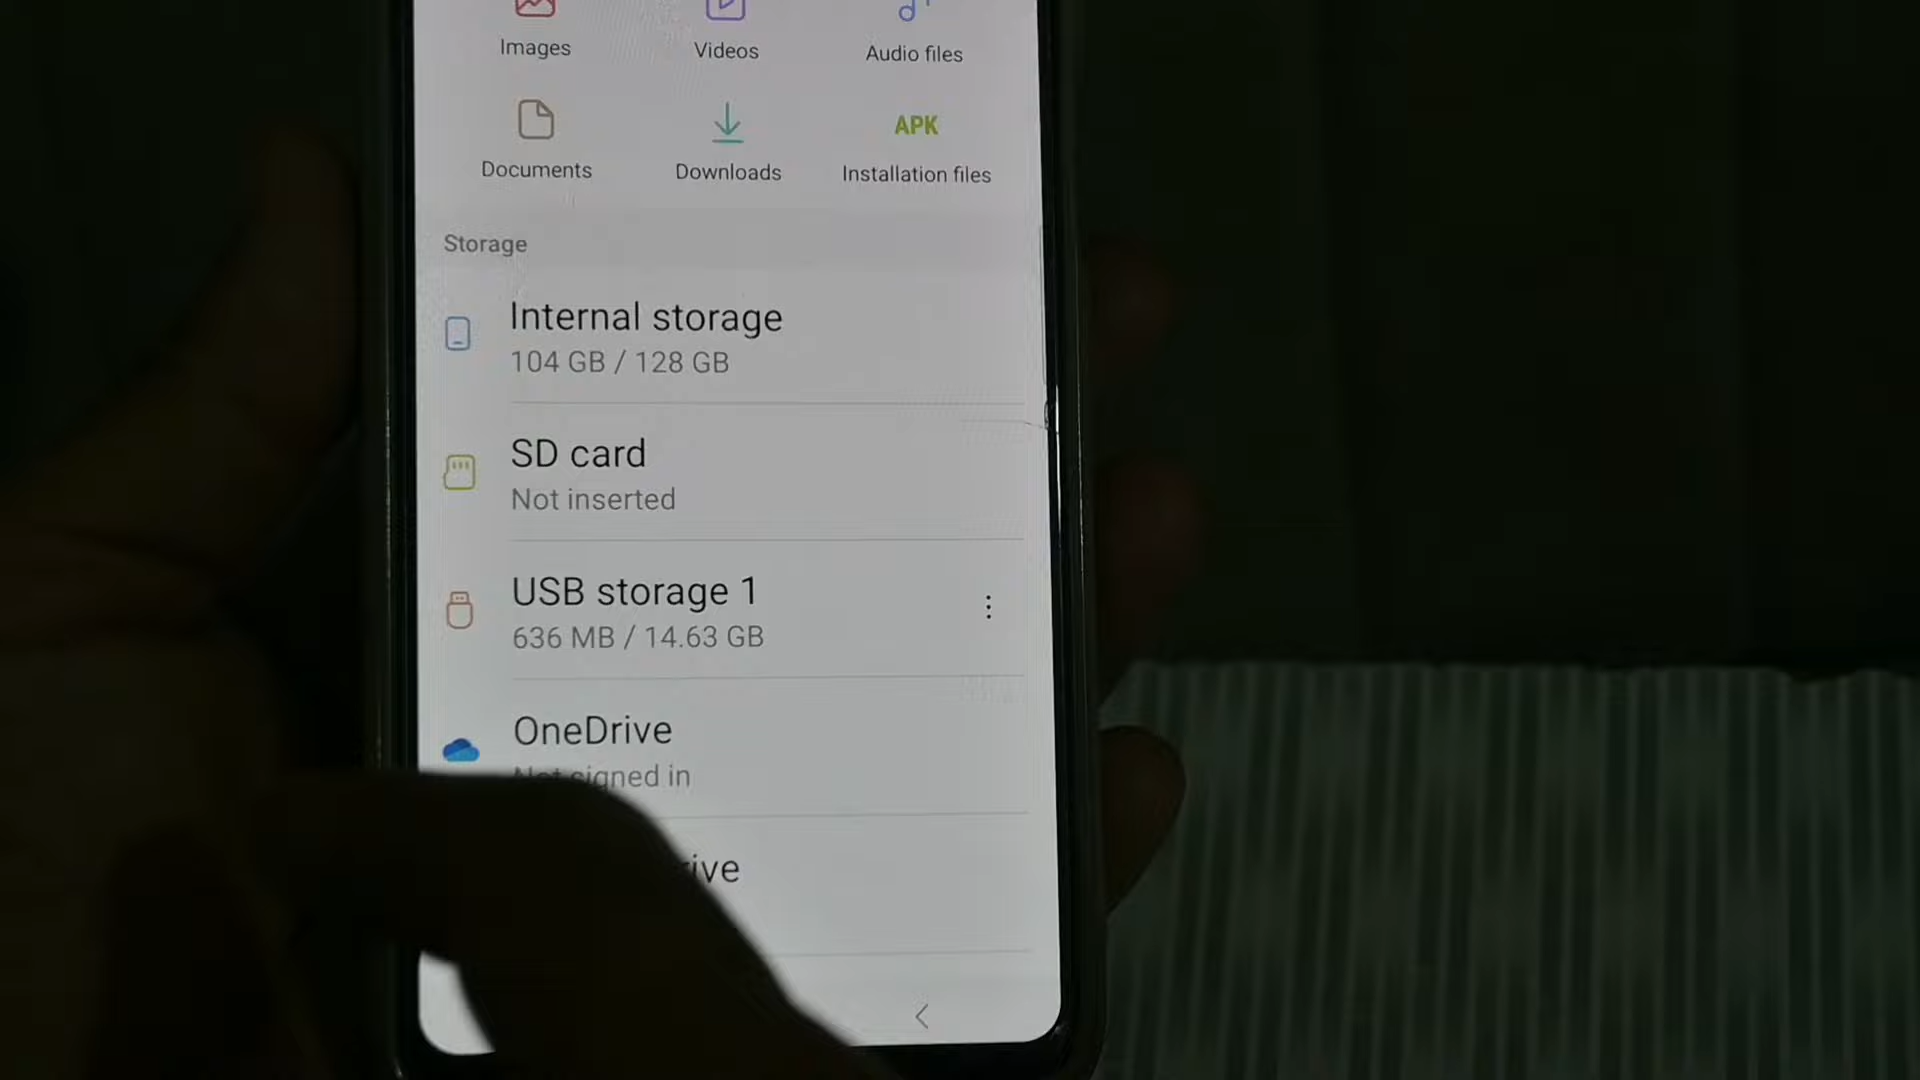 Images Videos Audio files
APK
Documents Downloads Installation files
Storage
Internal storage
104 GB / 128 GB
SD card
Not inserted
USB storage 1
636 MB / 14.63 GB
OneDrive
Not signed in